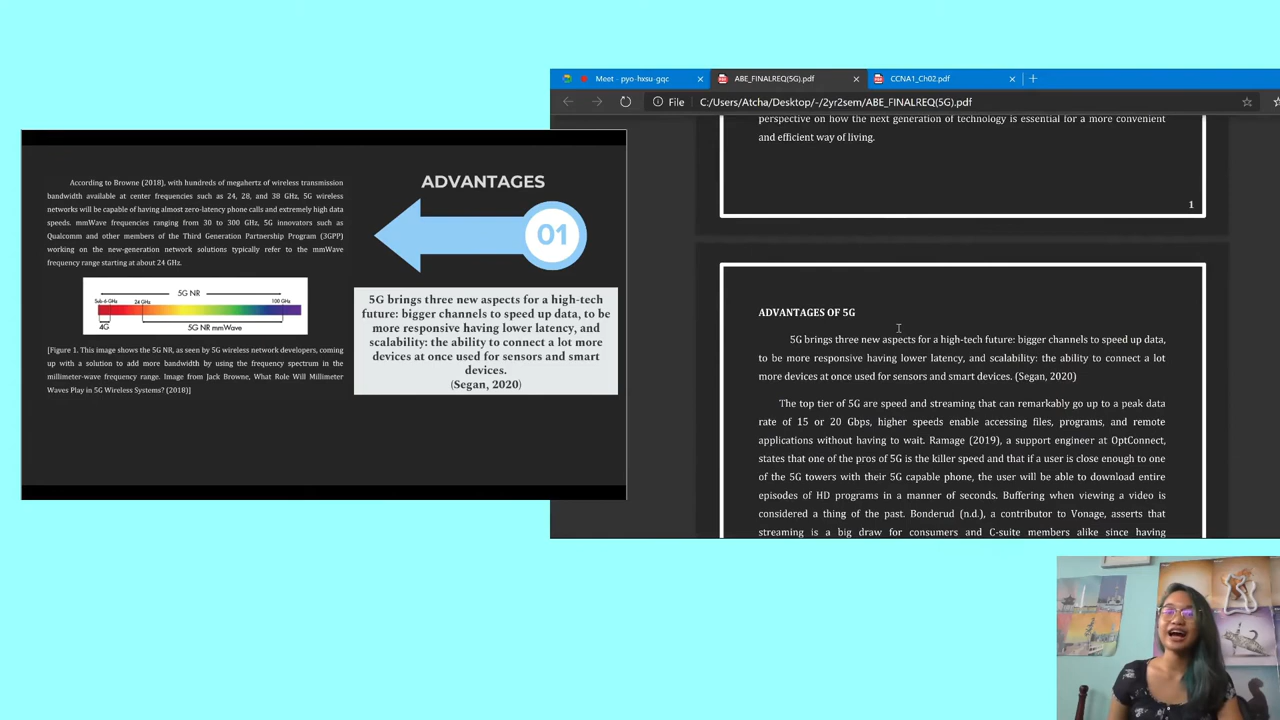 According to Browne (2018), with hundreds of megahertz of wireless transmission
bandwidth available at center frequencies such as 24, 28, and 38 GHz, 5G wireless
networks will be capable of having almost zero-latency phone calls and extremely high data
speeds. mmWave frequencies ranging from 30 to 300 GHz, 5G innovators such as
Qualcomm and other members of the Third Generation Partnership Program (3GPP)
working on the new-generation network solutions typically refer to the mmWave
frequency range starting at about 24 GHz.
5G NR
Sub-6 GHz
24 GHz
100 GHz
4G
5G NR mmWave
[Figure 1. This image shows the 5G NR, as seen by 5G wireless network developers, coming
up with a solution to add more bandwidth by using the frequency spectrum in the
millimeter-wave frequency range. Image from Jack Browne, What Role Will Millimeter
Waves Play in 5G Wireless Systems? (2018)]
ADVANTAGES
01
5G brings three new aspects for a high-tech
future: bigger channels to speed up data, to be
more responsive having lower latency, and
scalability: the ability to connect a lot more
devices at once used for sensors and smart
devices.
(Segan, 2020)
Meet - pyo-hxsu-gqc
ABE_FINALREQ(5G).pdf
CCNA1_Ch02.pdf
File
C:/Users/Atcha/Desktop/-/2yr2sem/ABE_FINALREQ(5G).pdf
perspective on how the next generation of technology is essential for a more convenient
and efficient way of living.
1
ADVANTAGES OF 5G
5G brings three new aspects for a high-tech future: bigger channels to speed up data,
to be more responsive having lower latency, and scalability: the ability to connect a lot
more devices at once used for sensors and smart devices. (Segan, 2020)
The top tier of 5G are speed and streaming that can remarkably go up to a peak data
rate of 15 or 20 Gbps, higher speeds enable accessing files, programs, and remote
applications without having to wait. Ramage (2019), a support engineer at OptConnect,
states that one of the pros of 5G is the killer speed and that if a user is close enough to one
of the 5G towers with their 5G capable phone, the user will be able to download entire
episodes of HD programs in a manner of seconds. Buffering when viewing a video is
considered a thing of the past. Bonderud (n.d.), a contributor to Vonage, asserts that
streaming is a big draw for consumers and C-suite members alike since having